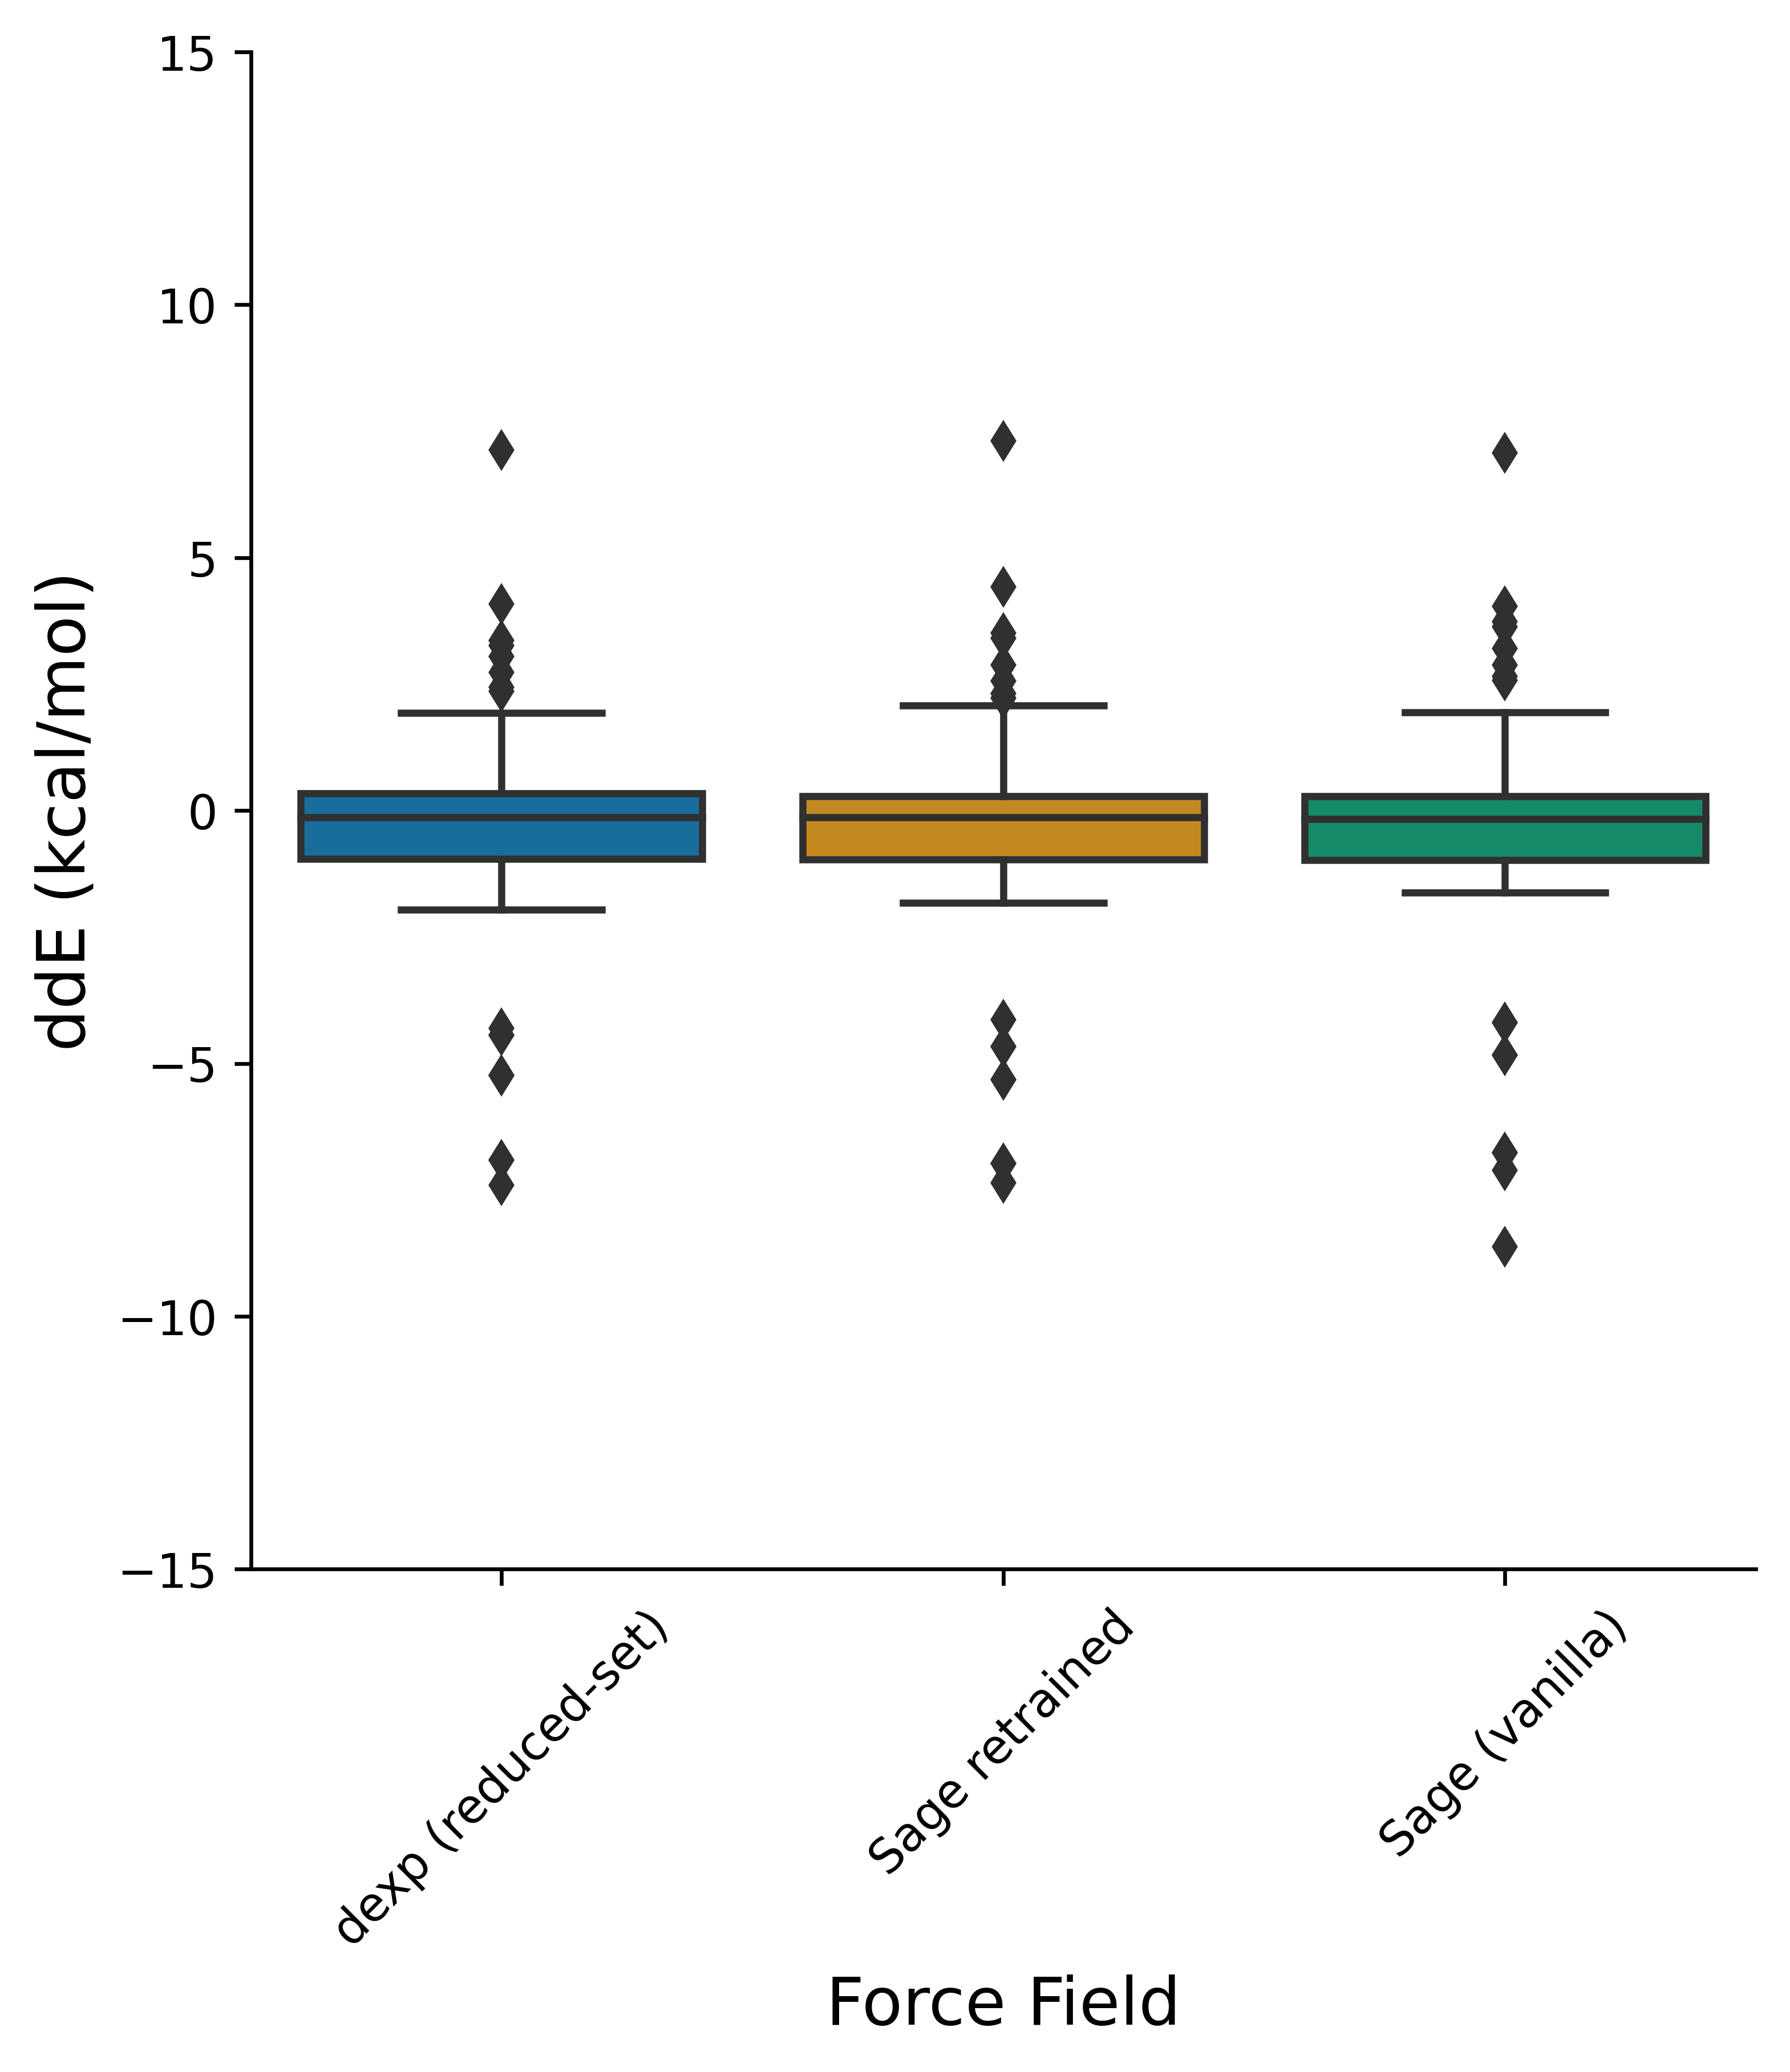 15
10
5
0
−5
−10
−15
ddE (kcal/mol)
dexp (reduced-set)
Sage retrained
Sage (vanilla)
Force Field